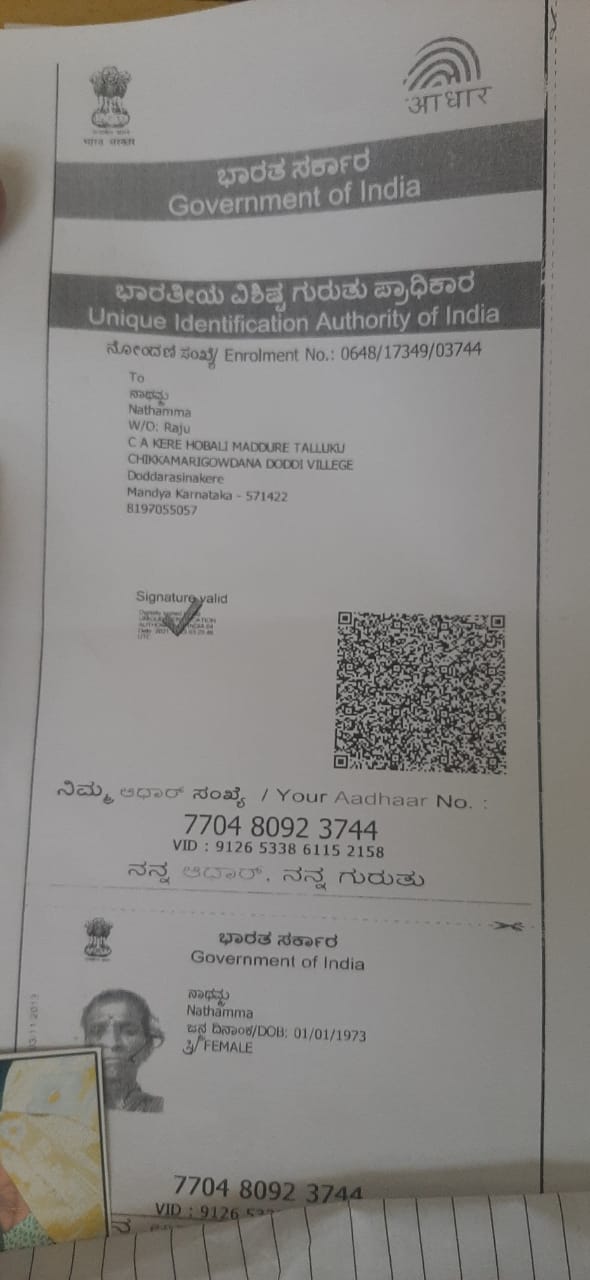 भारत सरकार
आधार
ಭಾರತ ಸರ್ಕಾರ
Government of India
ಭಾರತೀಯ ವಿಶಿಷ್ಟ ಗುರುತು ಪ್ರಾಧಿಕಾರ
Unique Identification Authority of India
ನೋಂದಣಿ ಸಂಖ್ಯೆ/ Enrolment No.: 0648/17349/03744
To
ನಾಥಮ್ಮ
Nathamma
W/O: Raju
C A KERE HOBALI MADDURE TALLUKU
CHIKKAMARIGOWDANA DODDI VILLEGE
Doddarasinakere
Mandya Karnataka - 571422
8197055057
Signature valid
ನಿಮ್ಮ ಆಧಾರ್ ಸಂಖ್ಯೆ / Your Aadhaar No. :
7704 8092 3744
VID : 9126 5338 6115 2158
ನನ್ನ ಆಧಾರ್, ನನ್ನ ಗುರುತು
ಭಾರತ ಸರ್ಕಾರ
Government of India
ನಾಥಮ್ಮ
Nathamma
ಜನ್ಮ ದಿನಾಂಕ/DOB: 01/01/1973
ಸ್ತ್ರೀ/ FEMALE
7704 8092 3744
VID : 9126